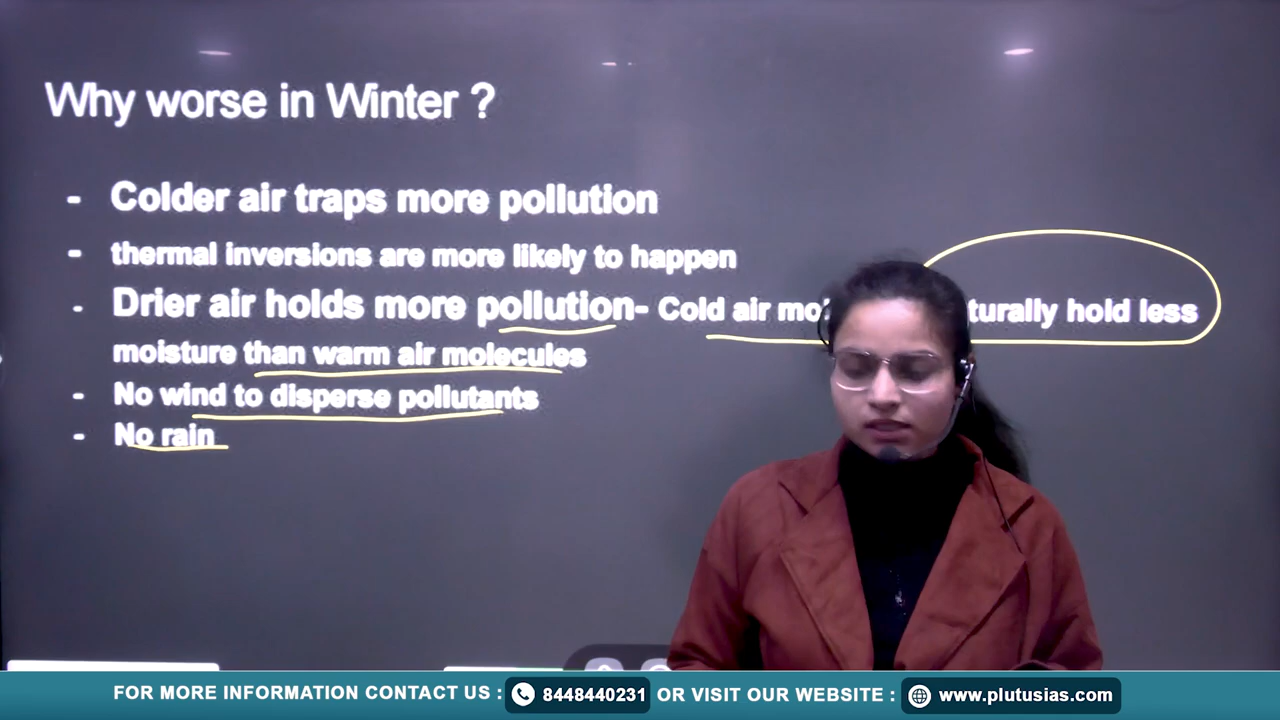 Why worse in Winter ?
- Colder air traps more pollution
- thermal inversions are more likely to happen
- Drier air holds more pollution- Cold air hold less
moisture than warm air molecules
- No wind to disperse pollutants
- No rain
FOR MORE INFORMATION CONTACT US : 8448440231 OR VISIT OUR WEBSITE : www.plutusias.com